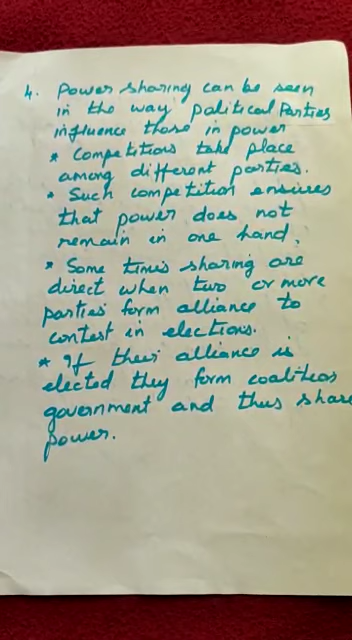 4. Power sharing can be seen
in the way political Parties
influence those in power
* Competitions take place
among different parties.
* Such competition ensures
that power does not
remain in one hand.
* Some times sharing are
direct when two or more
parties form alliance to
contest in elections.
* If their alliance is
elected they form coalitions
government and thus share
power.